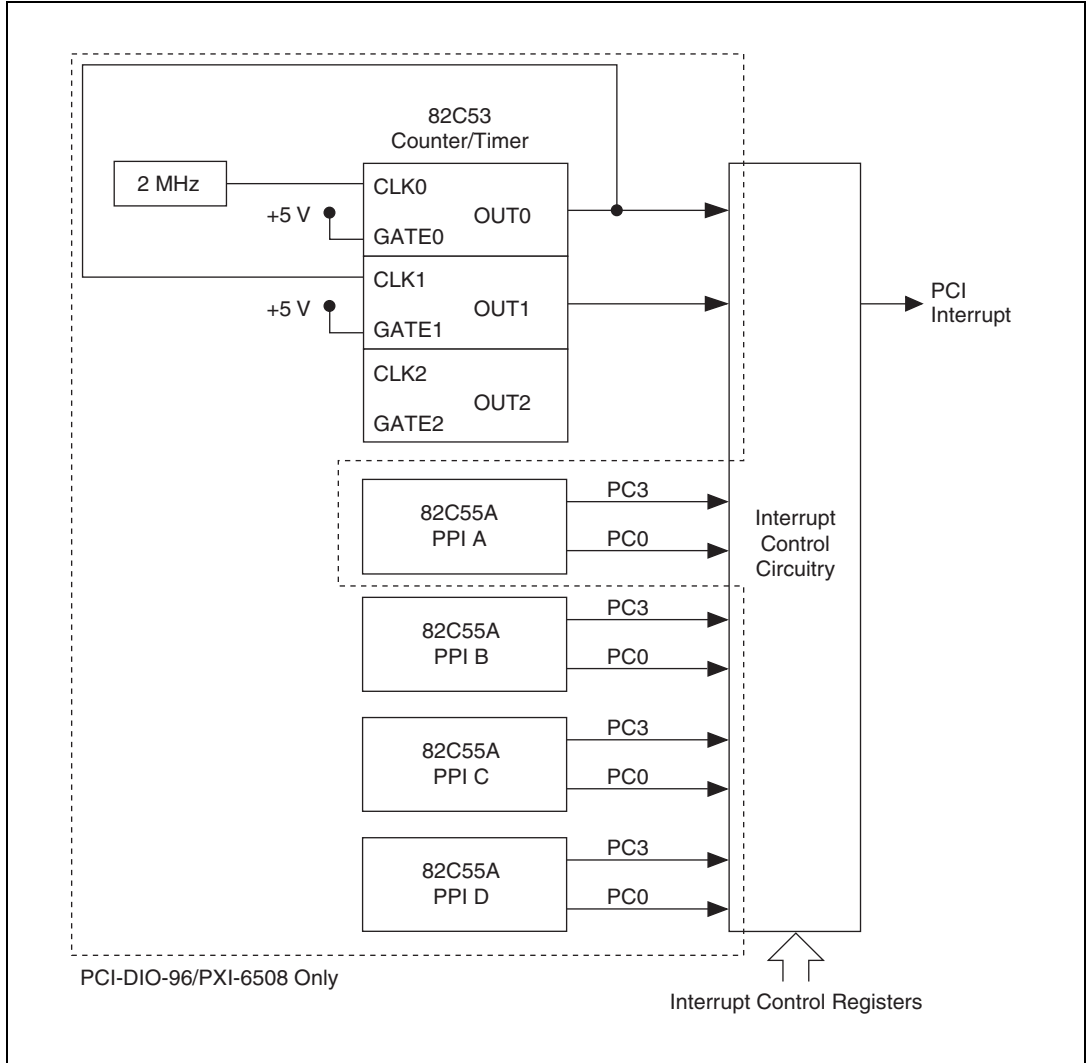 82C53
Counter/Timer
2 MHz
CLK0
+5 V
OUT0
GATE0
CLK1
+5 V
OUT1
GATE1
CLK2
OUT2
GATE2
PCI
Interrupt
82C55A
PPI A
PC3
PC0
Interrupt
Control
Circuitry
82C55A
PPI B
PC3
PC0
82C55A
PPI C
PC3
PC0
82C55A
PPI D
PC3
PC0
PCI-DIO-96/PXI-6508 Only
Interrupt Control Registers